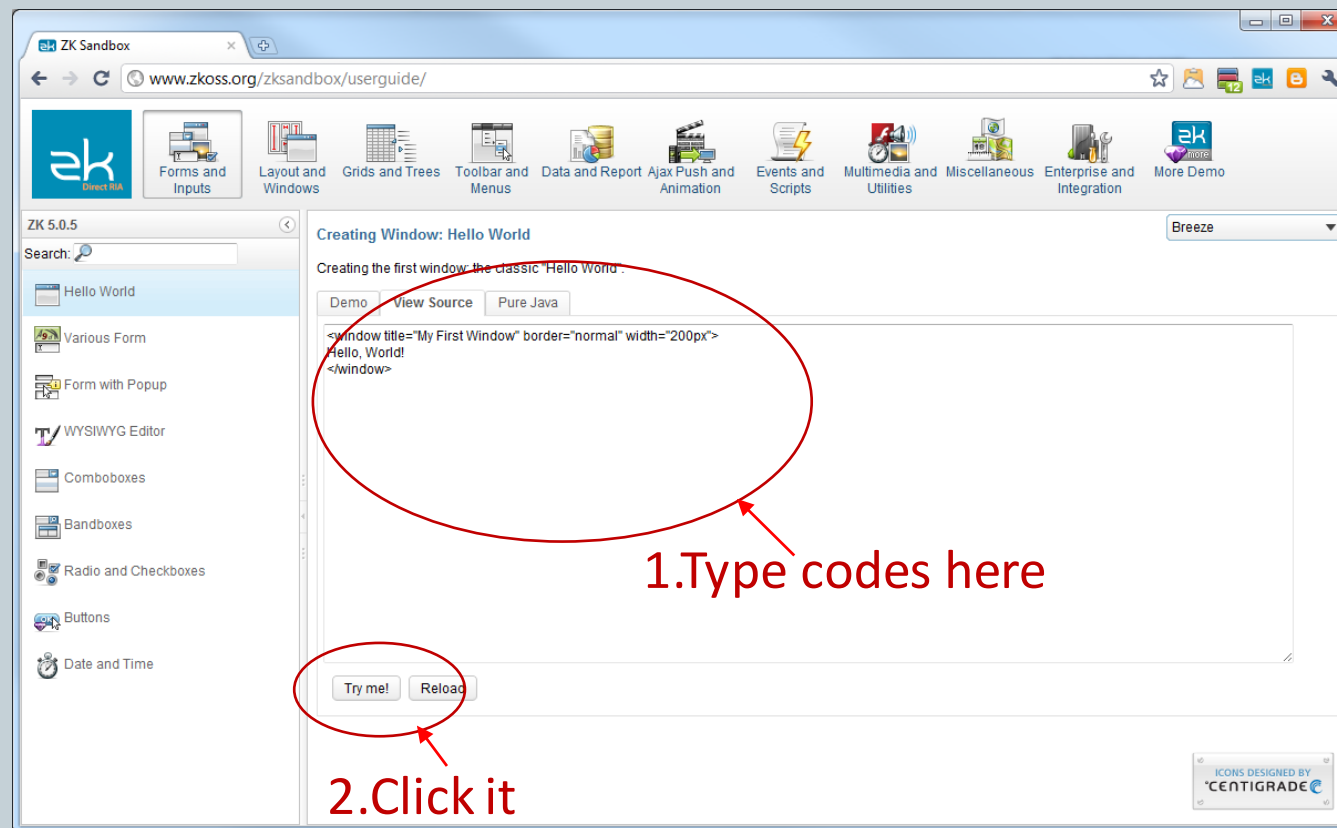 ZK Sandbox
www.zkoss.org/zksandbox/userguide/
12
zk
Direct RIA
Forms and
Inputs
Layout and
Windows
Grids and Trees
Toolbar and
Menus
Data and Report
Ajax Push and
Animation
Events and
Scripts
Multimedia and
Utilities
Miscellaneous
Enterprise and
Integration
zk
more
More Demo
ZK 5.0.5
Search:
Hello World
Various Form
Form with Popup
WYSIWYG Editor
Comboboxes
Bandboxes
Radio and Checkboxes
Buttons
Date and Time
Creating Window: Hello World
Breeze
Creating the first window: the classic "Hello World".
Demo
View Source
Pure Java
<window title="My First Window" border="normal" width="200px">
Hello, World!
</window>
1.Type codes here
Try me!
Reload
2.Click it
ICONS DESIGNED BY
CENTIGRADE